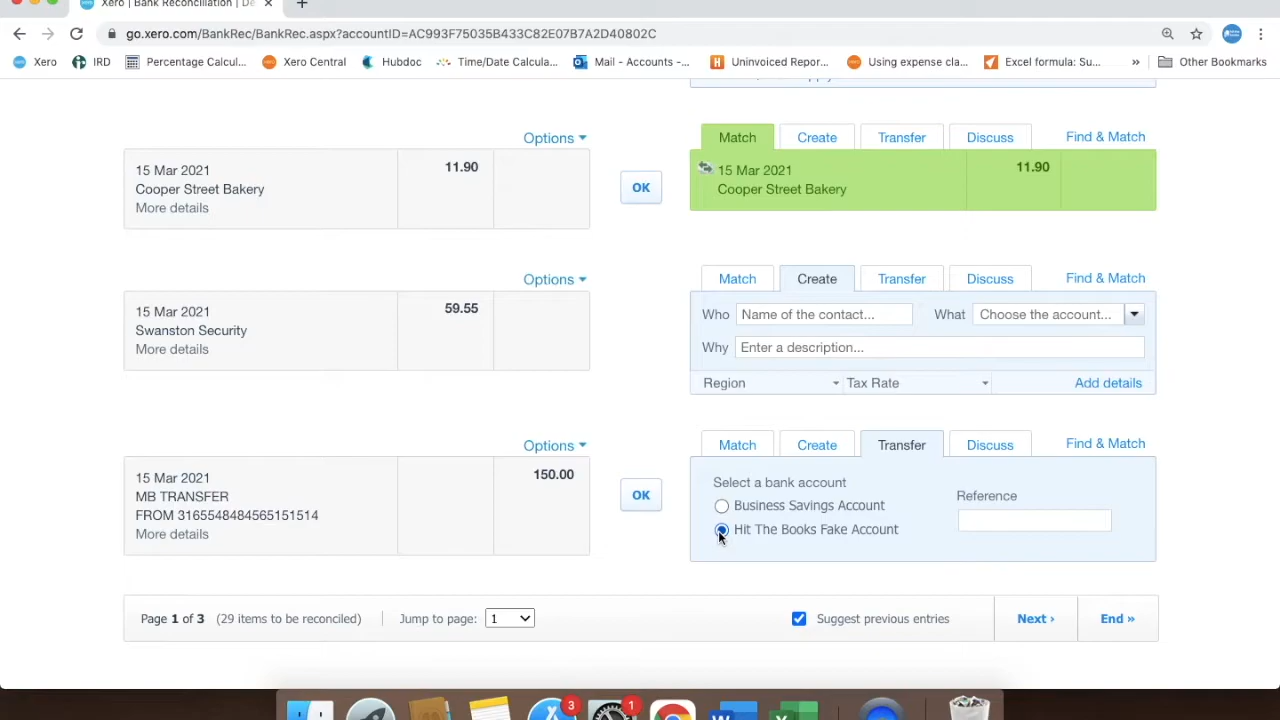 Xero | Bank Reconciliation | De
go.xero.com/BankRec/BankRec.aspx?accountID=AC993F75035B433C82E07B7A2D40802C
Xero IRD Percentage Calcul... Xero Central Hubdoc Time/Date Calcula... Mail - Accounts -... Uninvoiced Repor... Using expense cla... Excel formula: Su... » Other Bookmarks
Options Match Create Transfer Discuss Find & Match
15 Mar 2021 11.90 OK 15 Mar 2021 11.90
Cooper Street Bakery Cooper Street Bakery
More details
Options Match Create Transfer Discuss Find & Match
15 Mar 2021 59.55 Who Name of the contact... What Choose the account...
Swanston Security
More details Why Enter a description...
Region Tax Rate Add details
Options Match Create Transfer Discuss Find & Match
15 Mar 2021 150.00 Select a bank account
MB TRANSFER OK Business Savings Account Reference
FROM 3165548484565151514
More details Hit The Books Fake Account
Page 1 of 3 (29 items to be reconciled) Jump to page: 1 Suggest previous entries Next › End »
3 1